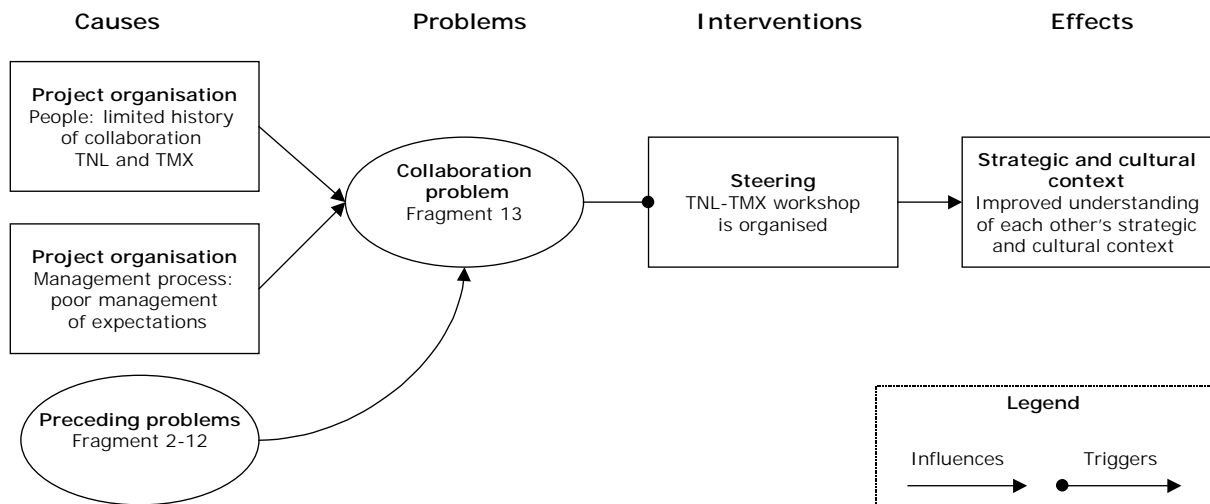 Causes
Problems
Interventions
Effects
Project organisation
People: limited history
of collaboration
TNL and TMX
Project organisation
Management process:
poor management
of expectations
Preceding problems
Fragment 2-12
Collaboration
problem
Fragment 13
Steering
TNL-TMX workshop
is organised
Strategic and cultural
context
Improved understanding
of each other's strategic
and cultural context
Legend
Influences
Triggers